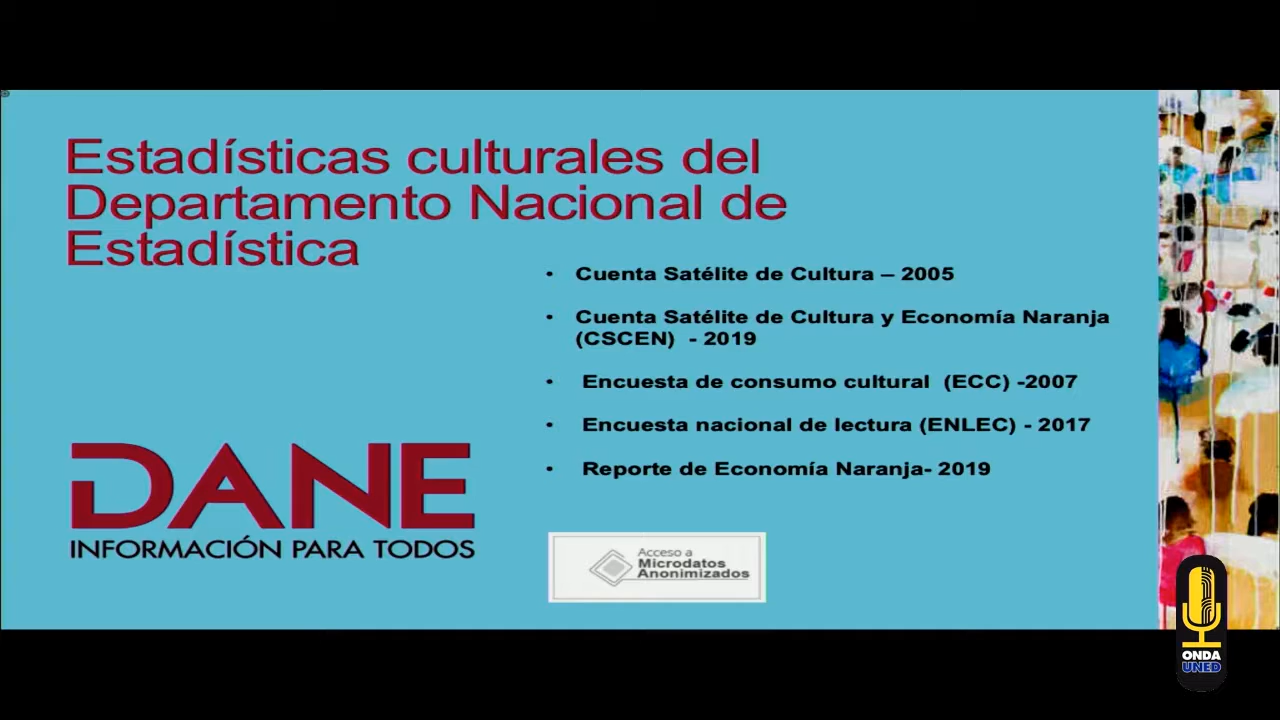 Estadísticas culturales del
Departamento Nacional de
Estadística
• Cuenta Satélite de Cultura – 2005
• Cuenta Satélite de Cultura y Economía Naranja
(CSCEN) - 2019
• Encuesta de consumo cultural (ECC) -2007
• Encuesta nacional de lectura (ENLEC) - 2017
• Reporte de Economía Naranja- 2019
DANE
INFORMACIÓN PARA TODOS
Acceso a
Microdatos
Anonimizados
ONDA
UNED